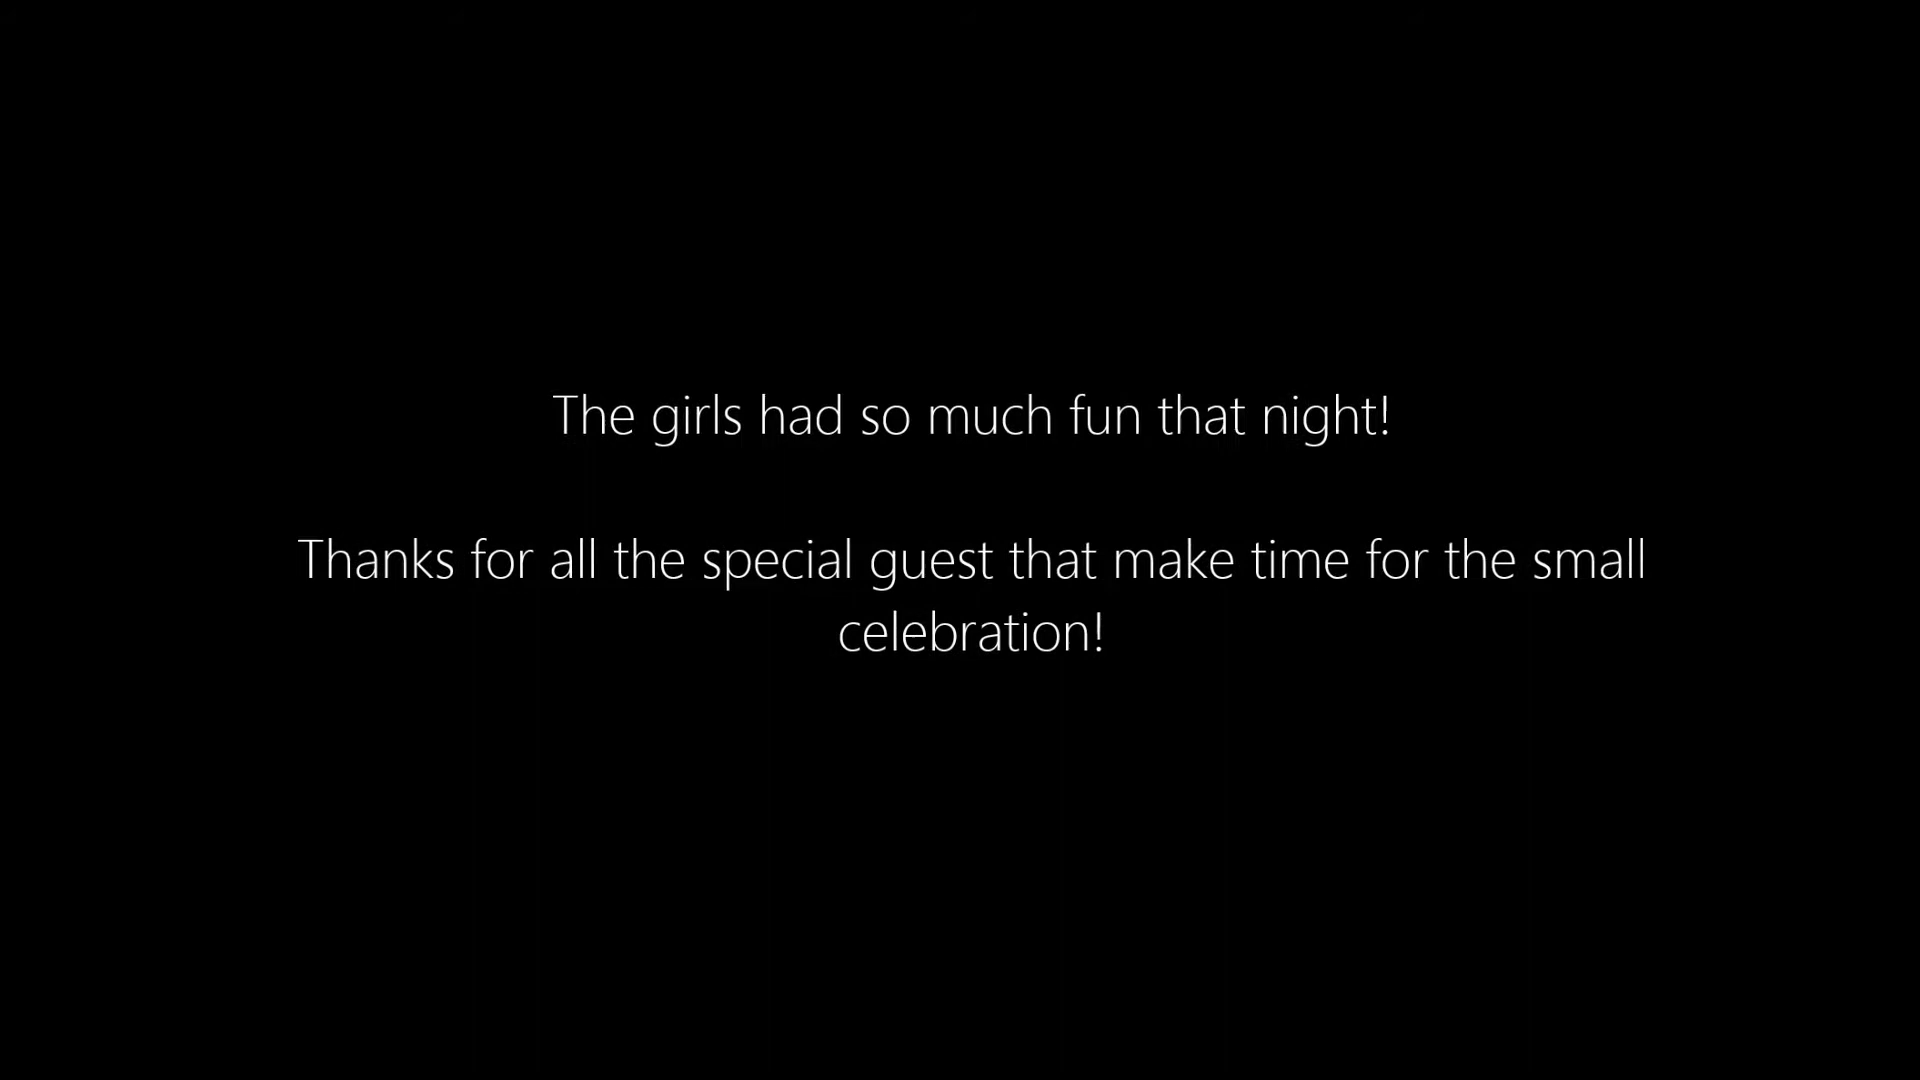 The girls had so much fun that night!
Thanks for all the special guest that make time for the small
celebration!